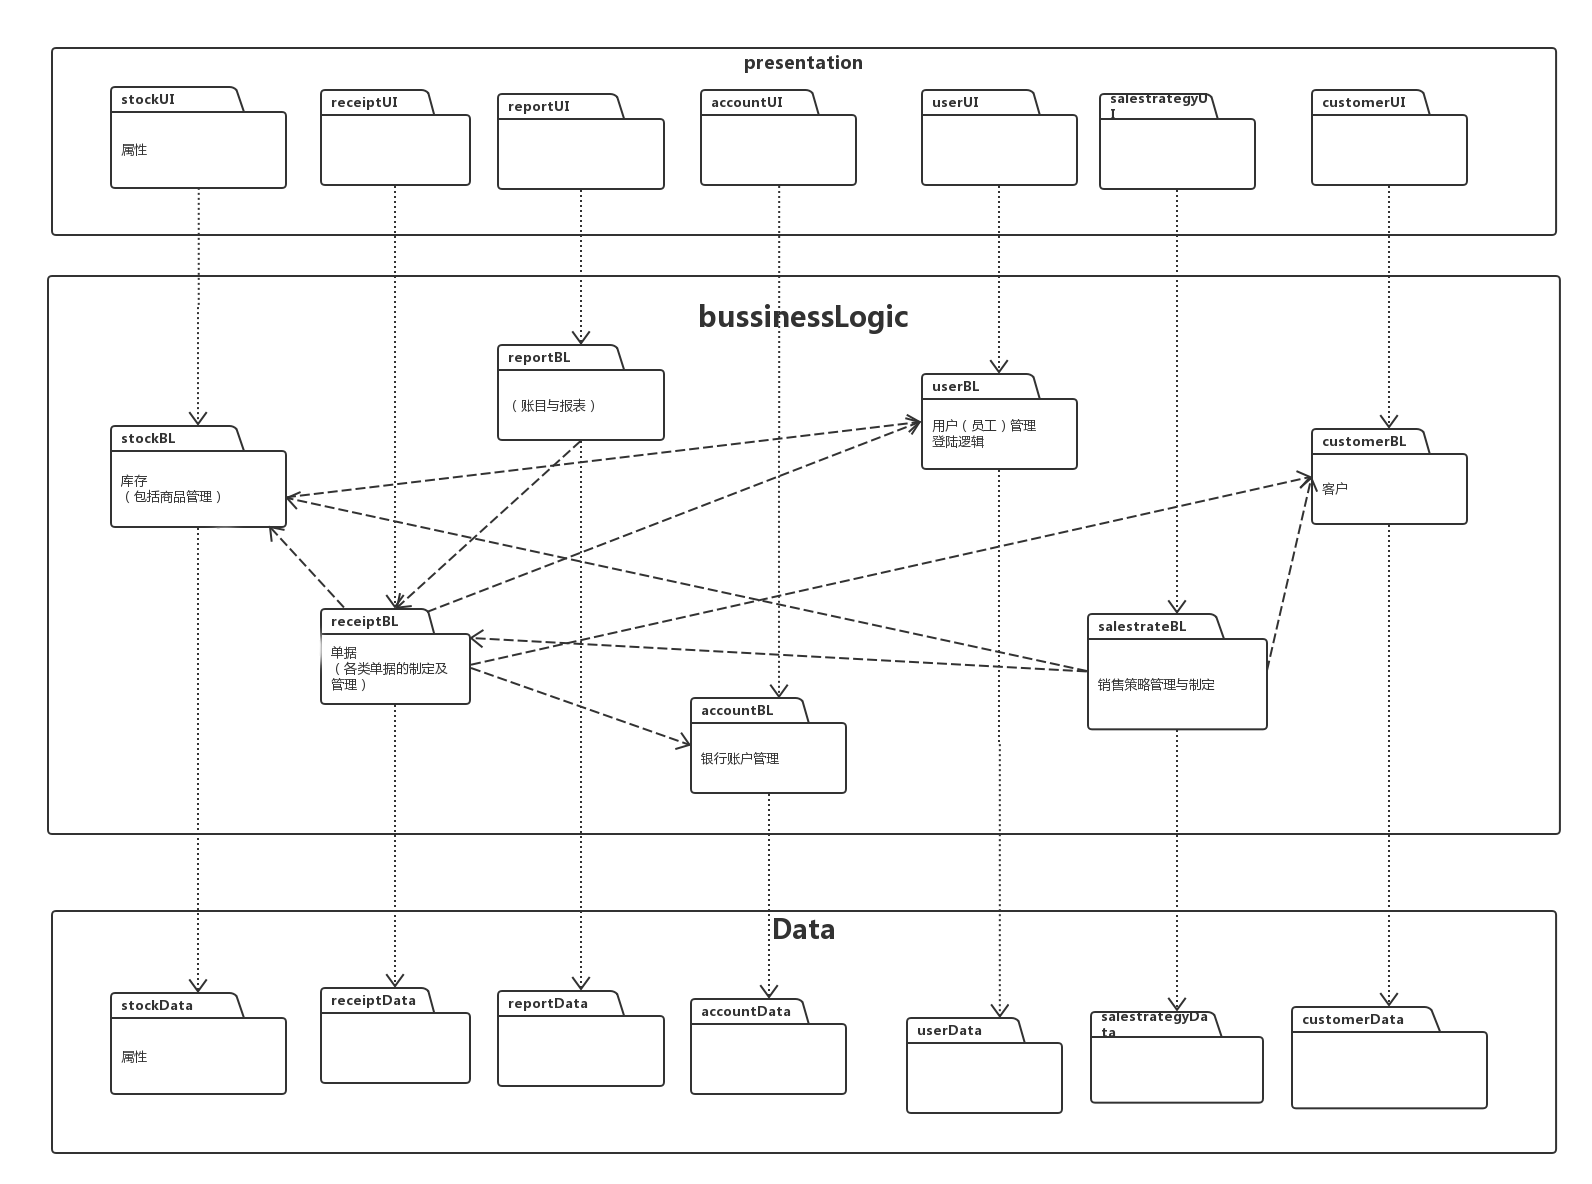 presentation
stockUI
属性
receiptUI
reportUI
accountUI
userUI
salestrategyU
I
customerUI
bussinessLogic
reportBL
（账目与报表）
userBL
用户（员工）管理
登陆逻辑
stockBL
库存
（包括商品管理）
customerBL
客户
receiptBL
单据
（各类单据的制定及
管理）
salestrateBL
销售策略管理与制定
accountBL
银行账户管理
Data
stockData
属性
receiptData
reportData
accountData
userData
salestrategyDa
ta
customerData